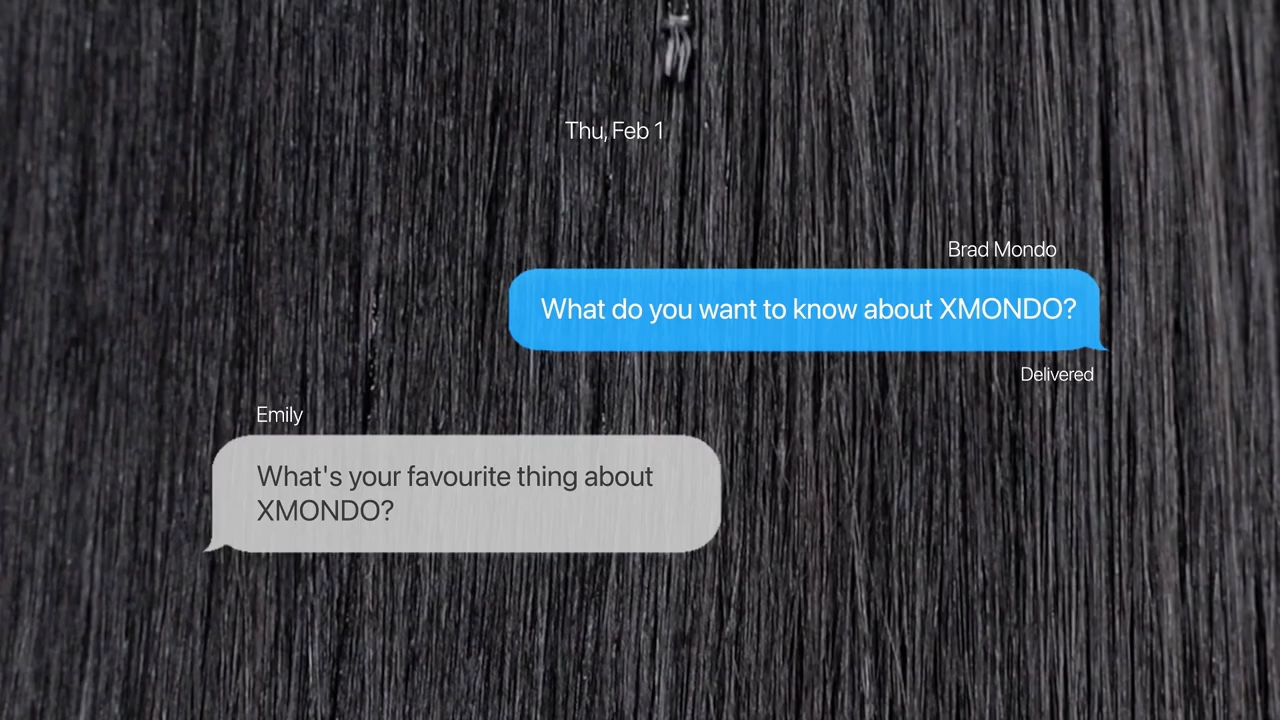 Thu, Feb 1
Brad Mondo
What do you want to know about XMONDO?
Delivered
Emily
What's your favourite thing about
XMONDO?